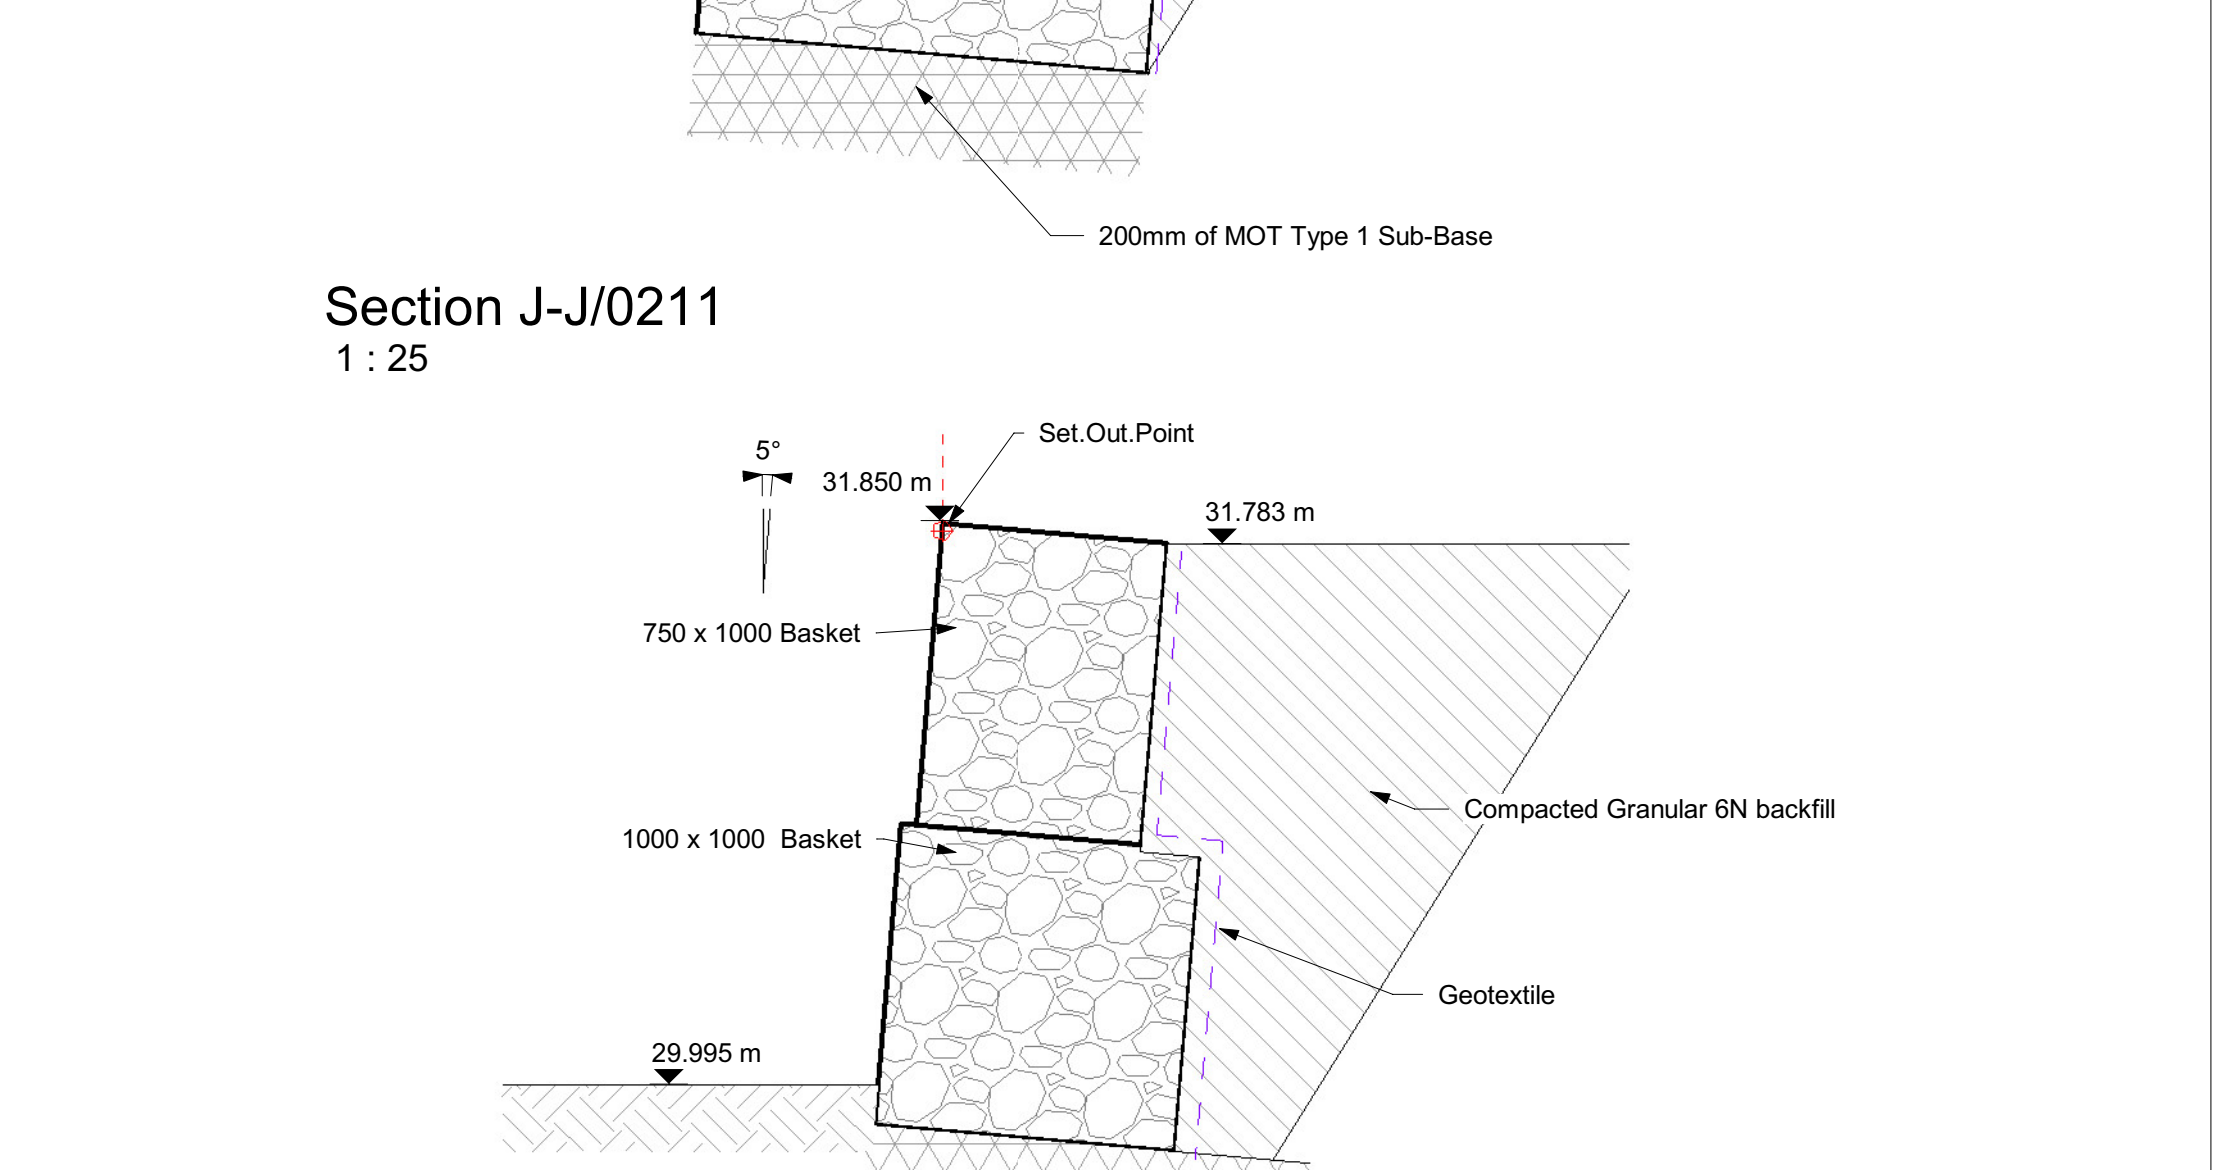 200mm of MOT Type 1 Sub-Base
Section J-J/0211
1 : 25
Set.Out.Point
5°
31.850 m
31.783 m
750 x 1000 Basket
Compacted Granular 6N backfill
1000 x 1000 Basket
Geotextile
29.995 m